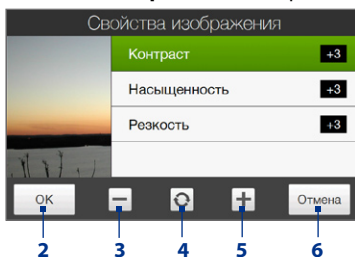 Свойства изображения
Контраст +3
Насыщенность +3
Резкость +3
OK Отмена
2 3 4 5 6